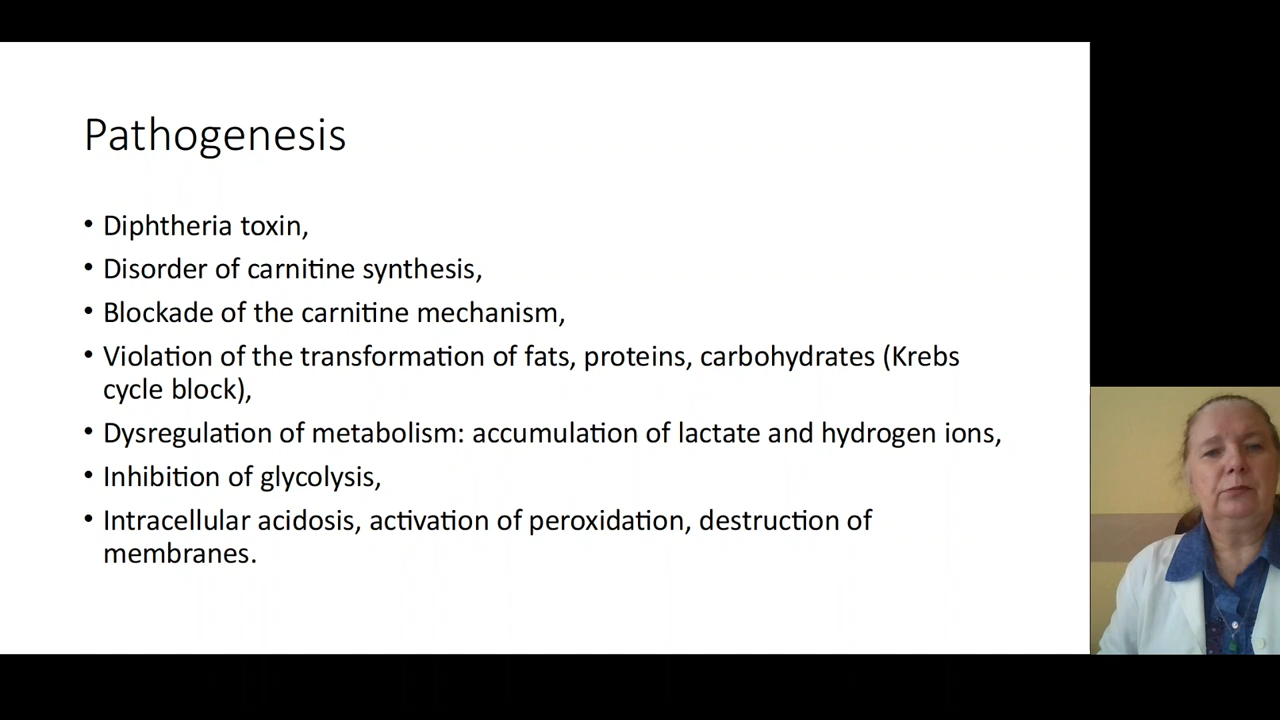 Pathogenesis
• Diphtheria toxin,
• Disorder of carnitine synthesis,
• Blockade of the carnitine mechanism,
• Violation of the transformation of fats, proteins, carbohydrates (Krebs
cycle block),
• Dysregulation of metabolism: accumulation of lactate and hydrogen ions,
• Inhibition of glycolysis,
• Intracellular acidosis, activation of peroxidation, destruction of
membranes.